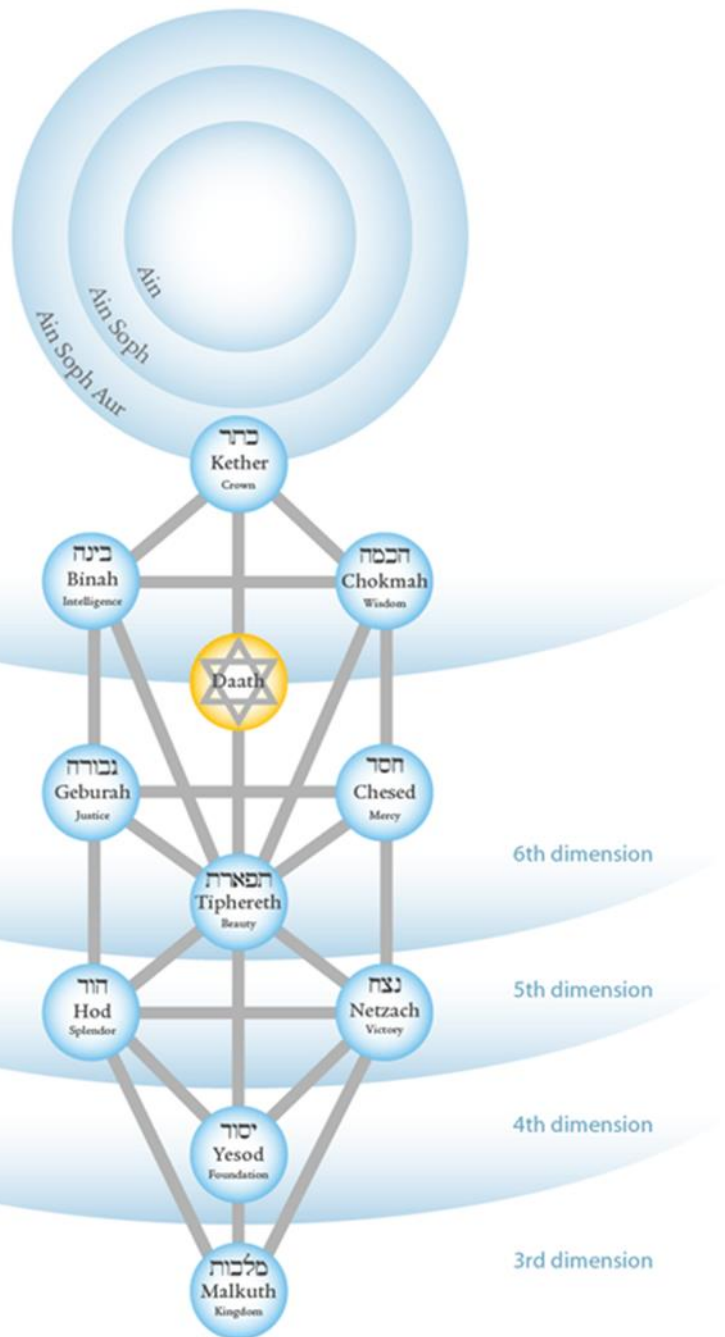 Ain
Ain Soph
Ain Soph Aur
כתר
Kether
Crown
בינה
Binah
Intelligence
חכמה
Chokmah
Wisdom
Daath
גבורה
Geburah
Justice
חסד
Chesed
Mercy
6th dimension
תפארת
Tiphereth
Beauty
5th dimension
הוד
Hod
Splendor
נצח
Netzach
Victory
4th dimension
יסוד
Yesod
Foundation
3rd dimension
מלכות
Malkuth
Kingdom